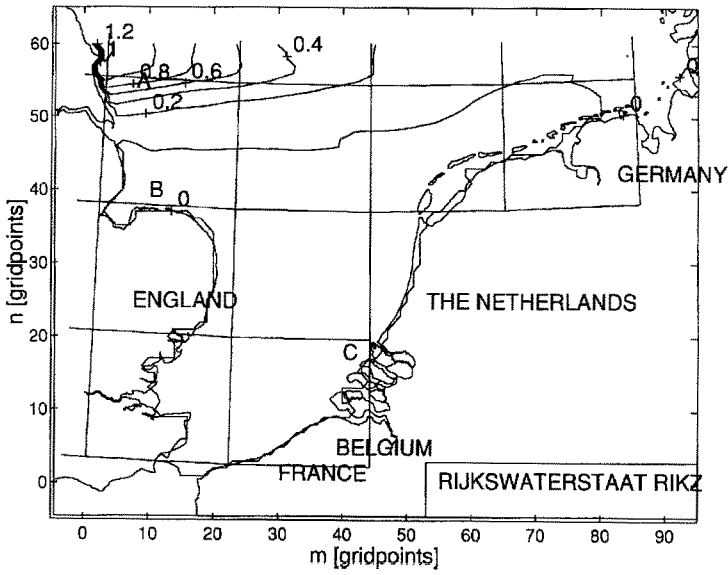 60
1.2
1
0.4
0.8
A
0.6
0
50
0.2
0
GERMANY
40
B
0
n [gridpoints]
30
ENGLAND
THE NETHERLANDS
20
C
10
BELGIUM
FRANCE
RIJKSWATERSTAAT RIKZ
0
0 10 20 30 40 50 60 70 80 90
m [gridpoints]